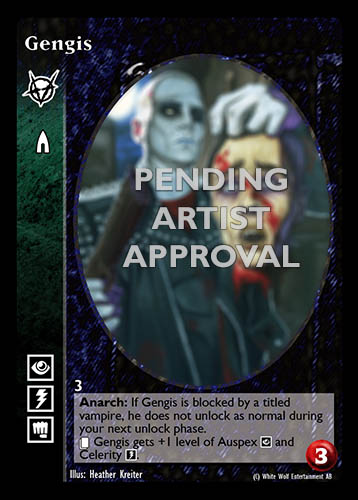 Gengis
PENDING
ARTIST
APPROVAL
3
Anarch: If Gengis is blocked by a titled
vampire, he does not unlock as normal during
your next unlock phase.
Gengis gets +1 level of Auspex and
Celerity .
3
Illus: Heather Kreiter
(C) White Wolf Entertainment AB